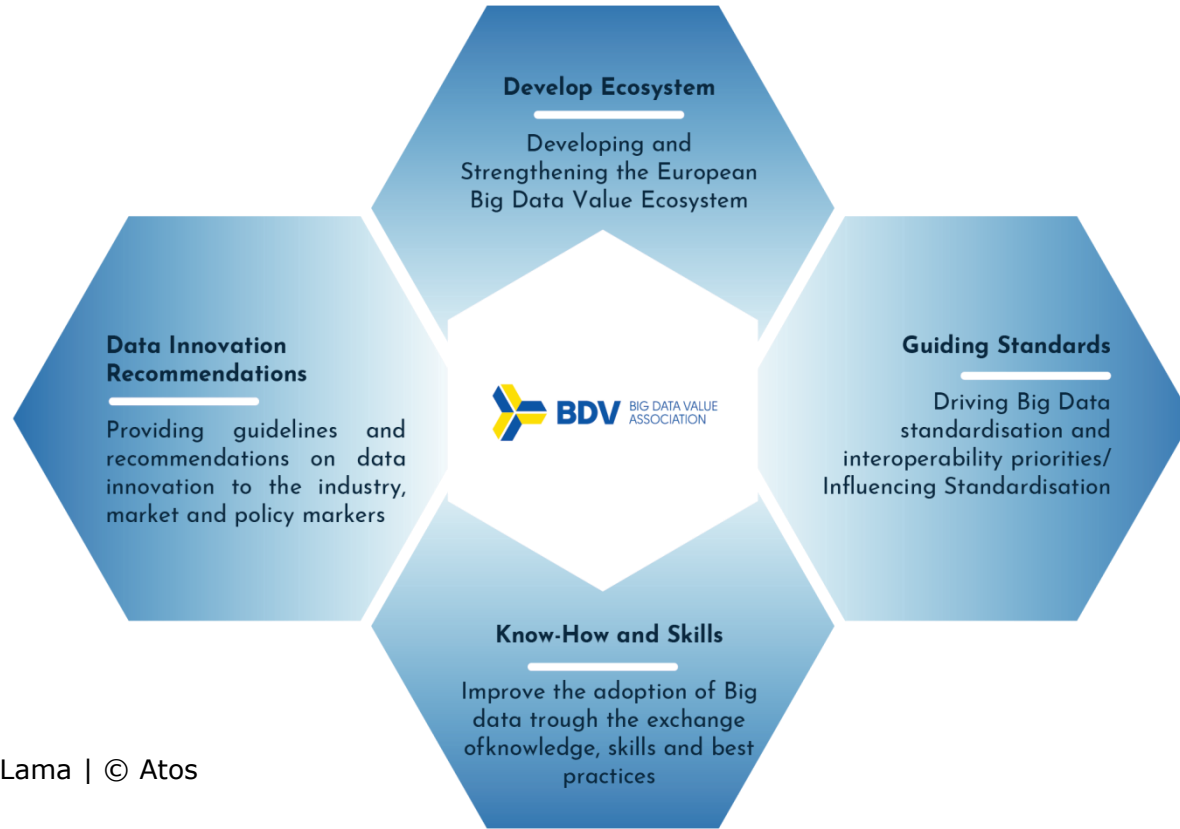 Develop Ecosystem
Developing and
Strengthening the European
Big Data Value Ecosystem
Data Innovation
Recommendations
Providing guidelines and
recommendations on data
innovation to the industry,
market and policy markers
BDV BIG DATA VALUE
ASSOCIATION
Guiding Standards
Driving Big Data
standardisation and
interoperability priorities/
Influencing Standardisation
Know-How and Skills
Improve the adoption of Big
data trough the exchange
ofknowledge, skills and best
practices
Lama | © Atos